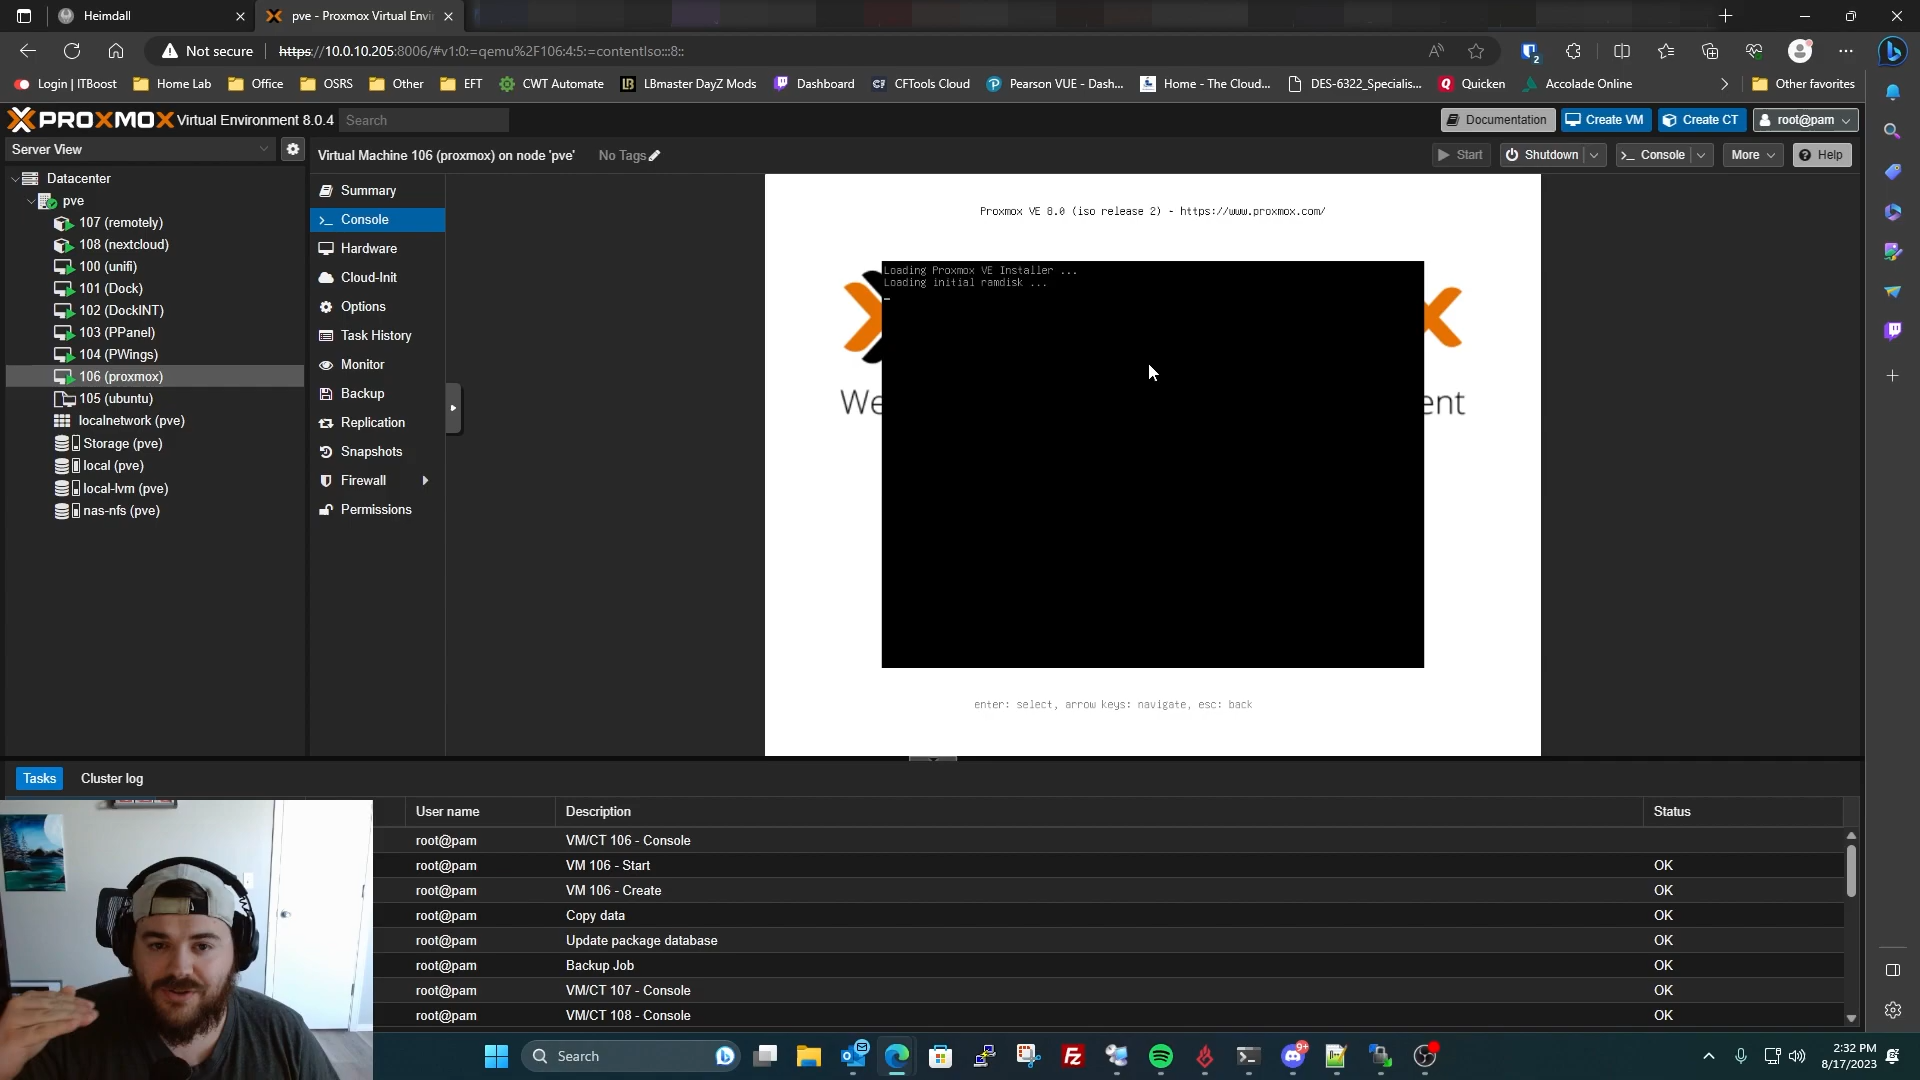 Heimdall
pve - Proxmox Virtual Envi
Not secure
https://10.0.10.205:8006/#v1:0:=qemu%2F106:4:5:=contentIso:::8::
2
Login | ITBoost
Home Lab
Office
OSRS
Other
EFT
CWT Automate
LBmaster DayZ Mods
Dashboard
CFTools Cloud
Pearson VUE - Dash...
Home - The Cloud...
DES-6322_Specialis...
Quicken
Accolade Online
Other favorites
PROXMOX Virtual Environment 8.0.4
Search
Documentation
Create VM
Create CT
root@pam
Server View
Virtual Machine 106 (proxmox) on node 'pve'
No Tags
Start
Shutdown
Console
More
Help
Datacenter
pve
107 (remotely)
108 (nextcloud)
100 (unifi)
101 (Dock)
102 (DockINT)
103 (PPanel)
104 (PWings)
106 (proxmox)
105 (ubuntu)
localnetwork (pve)
Storage (pve)
local (pve)
local-lvm (pve)
nas-nfs (pve)
Summary
Console
Hardware
Cloud-Init
Options
Task History
Monitor
Backup
Replication
Snapshots
Firewall
Permissions
Proxmox VE 8.0 (iso release 2) - https://www.proxmox.com/
Loading Proxmox VE Installer ...
Loading initial ramdisk ...
We
ent
enter: select, arrow keys: navigate, esc: back
Tasks
Cluster log
User name
Description
Status
root@pam
VM/CT 106 - Console
root@pam
VM 106 - Start
OK
root@pam
VM 106 - Create
OK
root@pam
Copy data
OK
root@pam
Update package database
OK
root@pam
Backup Job
OK
root@pam
VM/CT 107 - Console
OK
root@pam
VM/CT 108 - Console
OK
Search
9+
2:32 PM
8/17/2023